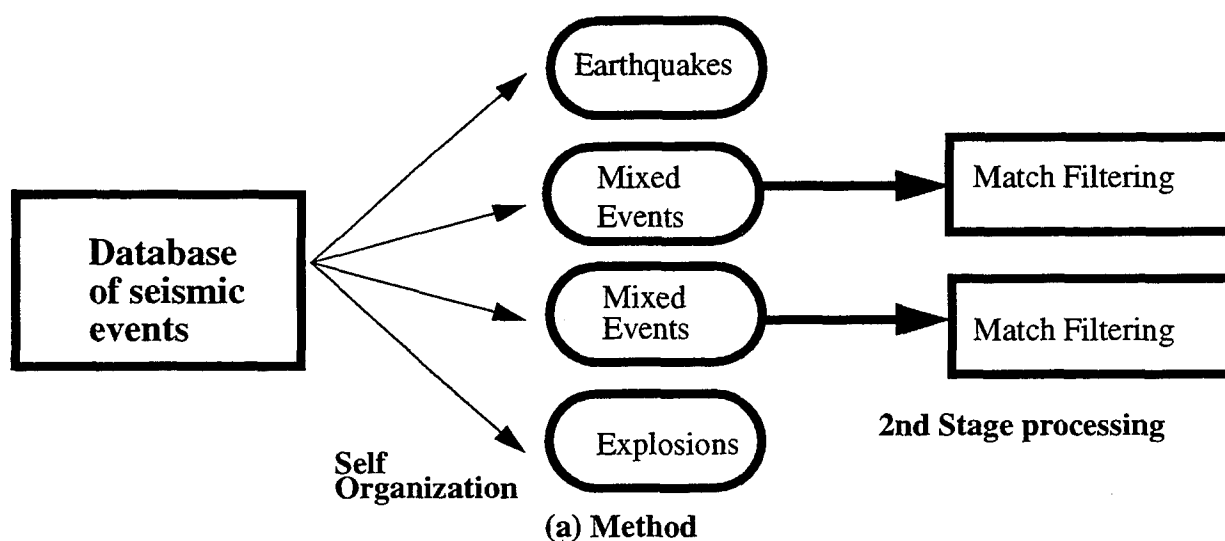 Earthquakes
Mixed
Events
Match Filtering
Database
of seismic
events
Mixed
Events
Match Filtering
Explosions
2nd Stage processing
Self
Organization
(a) Method